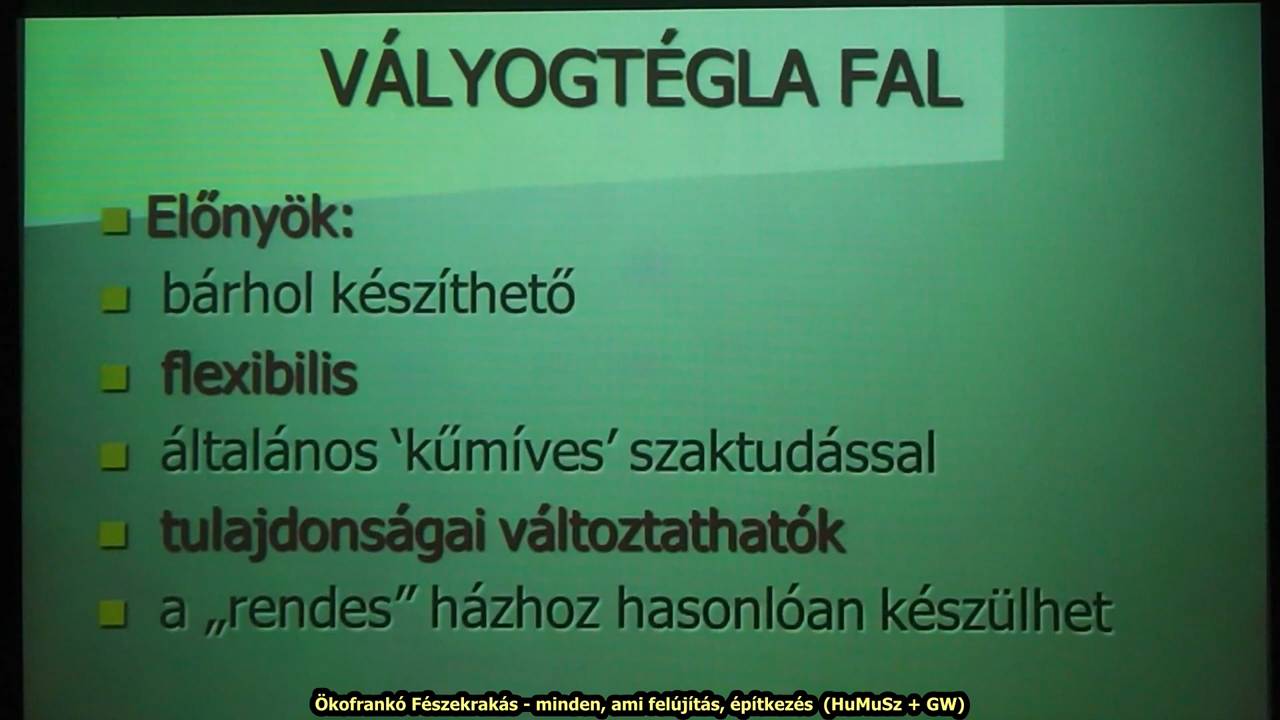 VÁLYOGTÉGLA FAL
Előnyök:
bárhol készíthető
flexibilis
általános ‘kűmíves’ szaktudással
tulajdonságai változtathatók
a „rendes” házhoz hasonlóan készülhet
Ökofrankó Fészekrakás - minden, ami felújítás, építkezés (HuMuSz + GW)